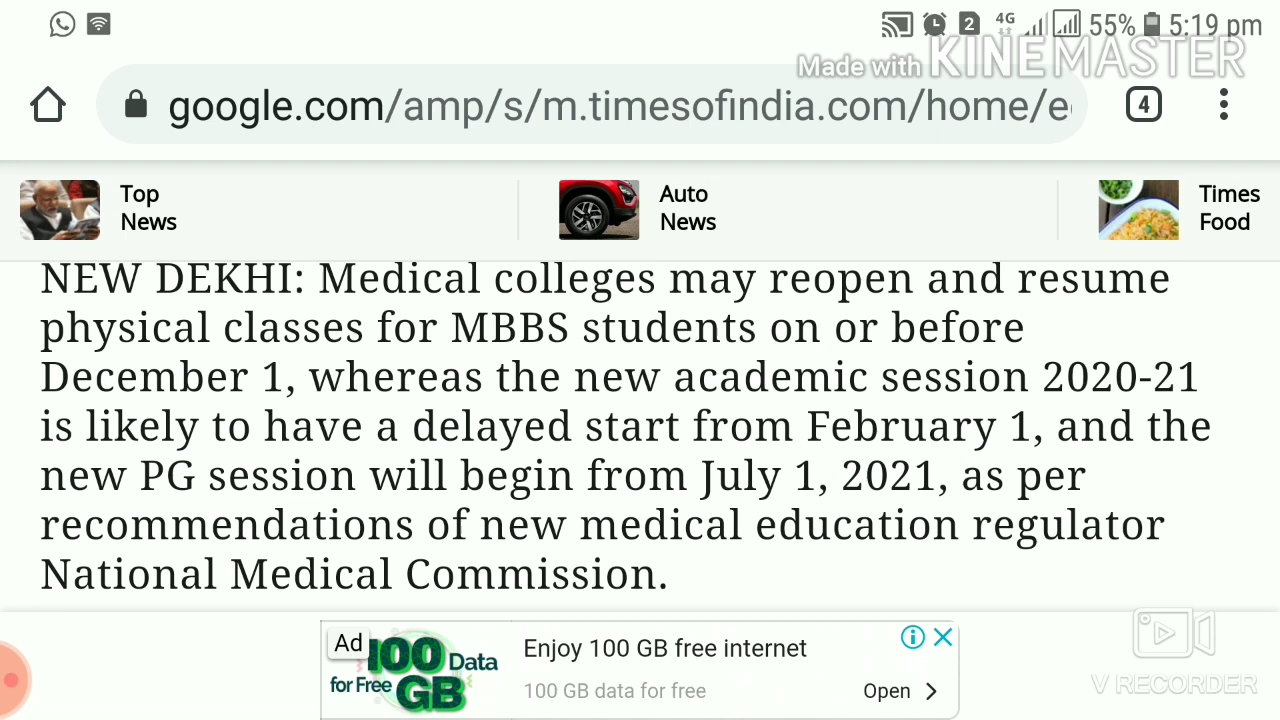 2 4G 55% 5:19 pm
Made with KINEMASTER
google.com/amp/s/m.timesofindia.com/home/e
4
Top
News
Auto
News
Times
Food
NEW DEKHI: Medical colleges may reopen and resume
physical classes for MBBS students on or before
December 1, whereas the new academic session 2020-21
is likely to have a delayed start from February 1, and the
new PG session will begin from July 1, 2021, as per
recommendations of new medical education regulator
National Medical Commission.
Ad
100 Data
for Free GB
Enjoy 100 GB free internet
100 GB data for free
Open
V RECORDER